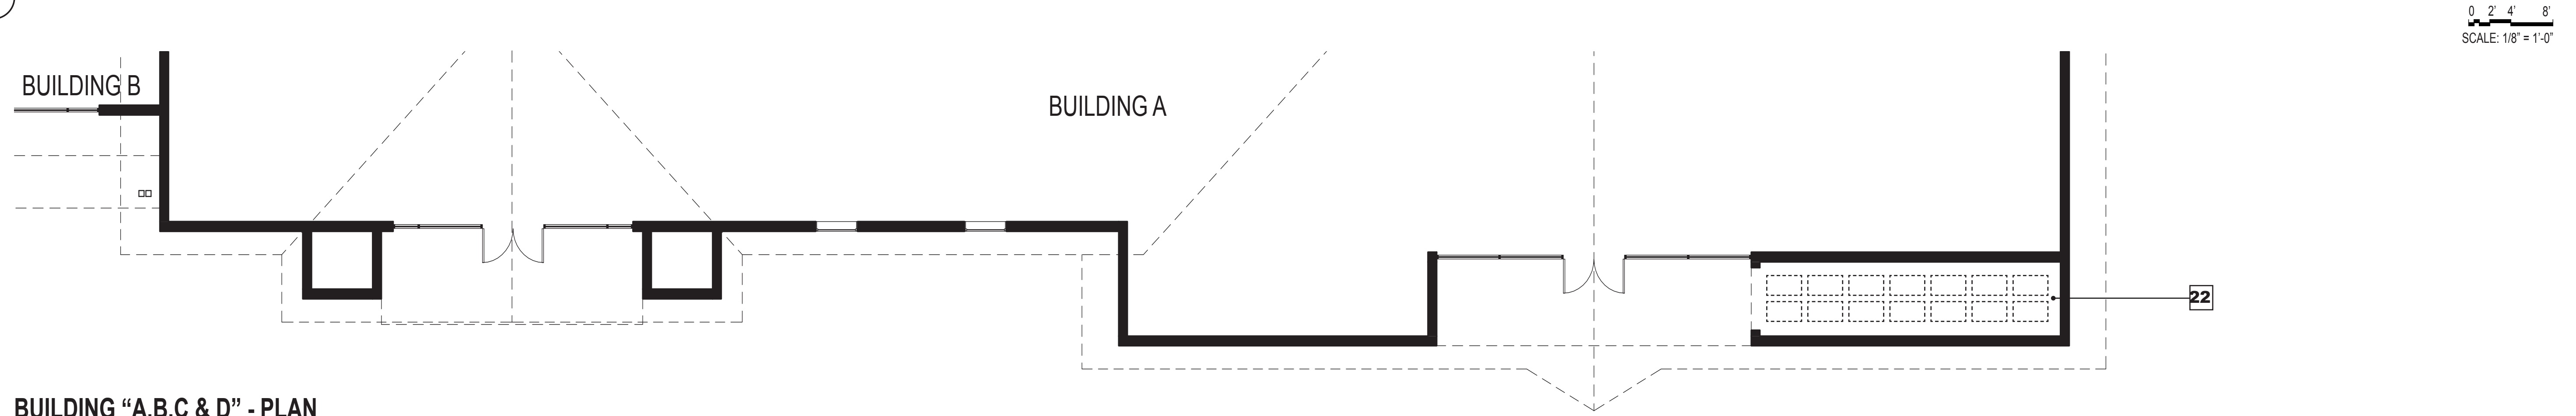 0 2' 4' 8'
SCALE: 1/8" = 1'-0"
BUILDING B
BUILDING A
22
BUILDING “A,B,C & D” - PLAN